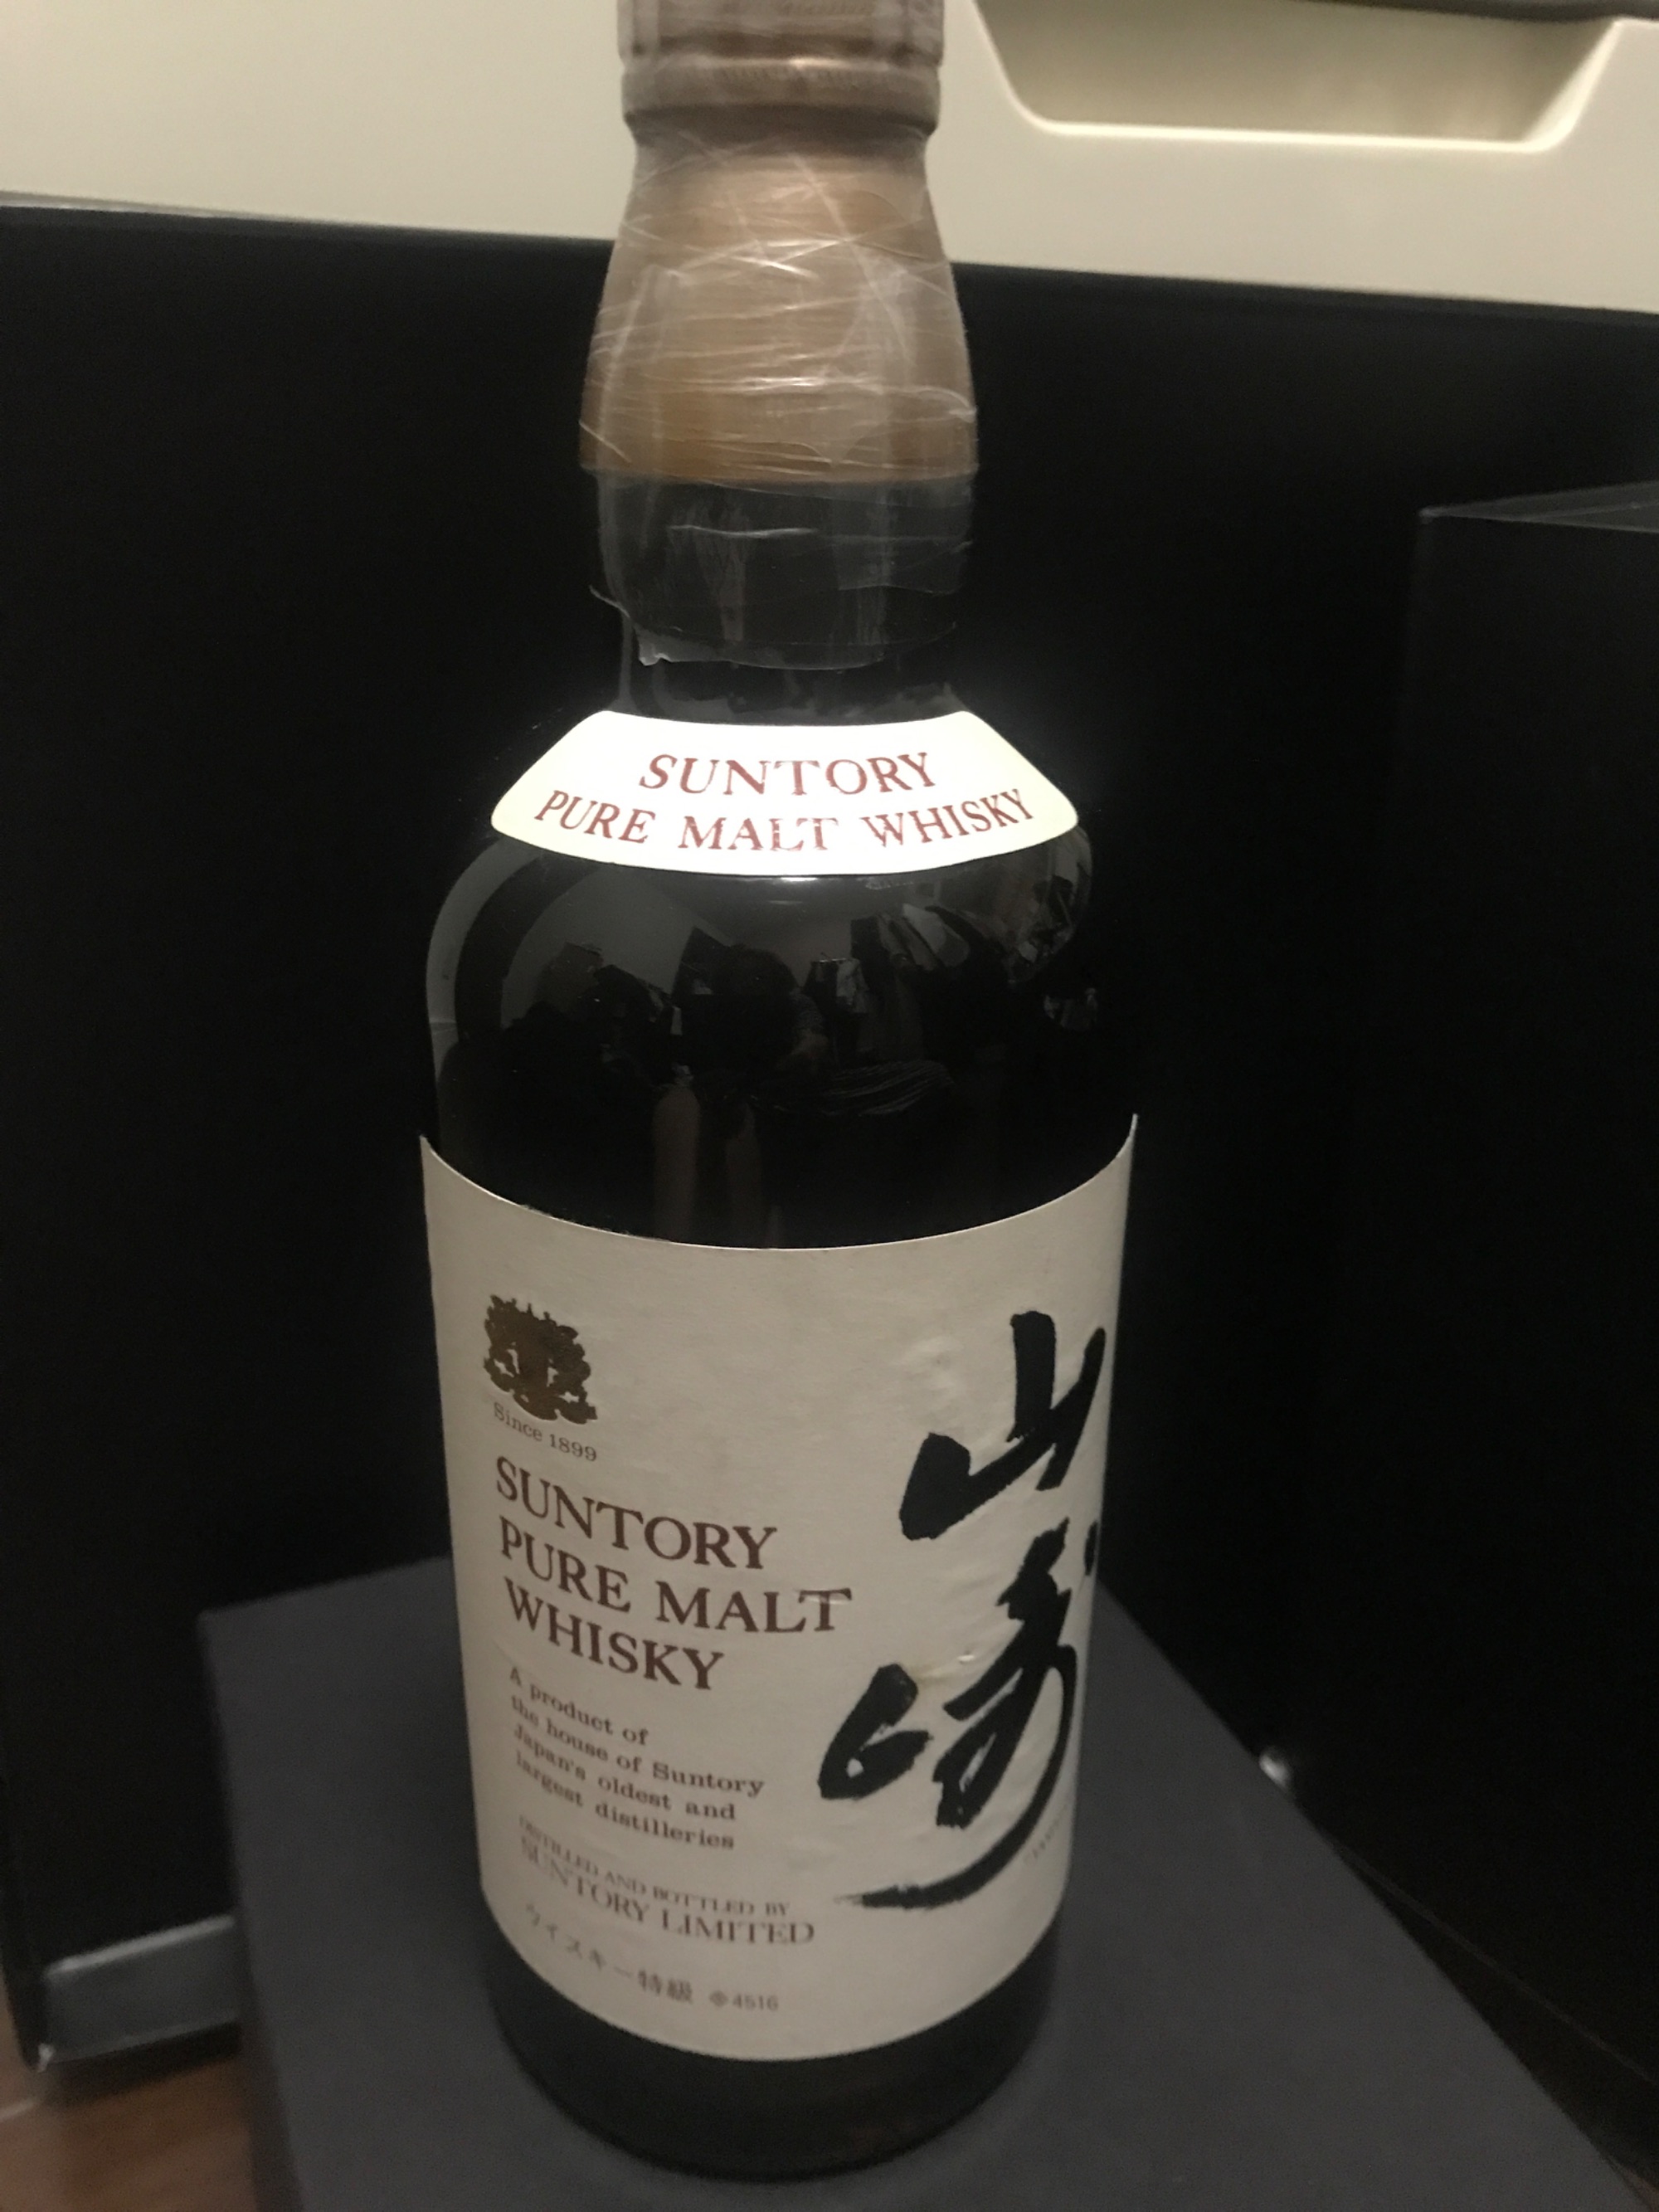 SUNTORY
PURE MALT WHISKY
Since 1899
SUNTORY
PURE MALT
WHISKY
A product of
the house of Suntory
Japan's oldest and
largest distilleries
DISTILLED AND BOTTLED BY
SUNTORY LIMITED
ウイスキー特級 4516
山崎